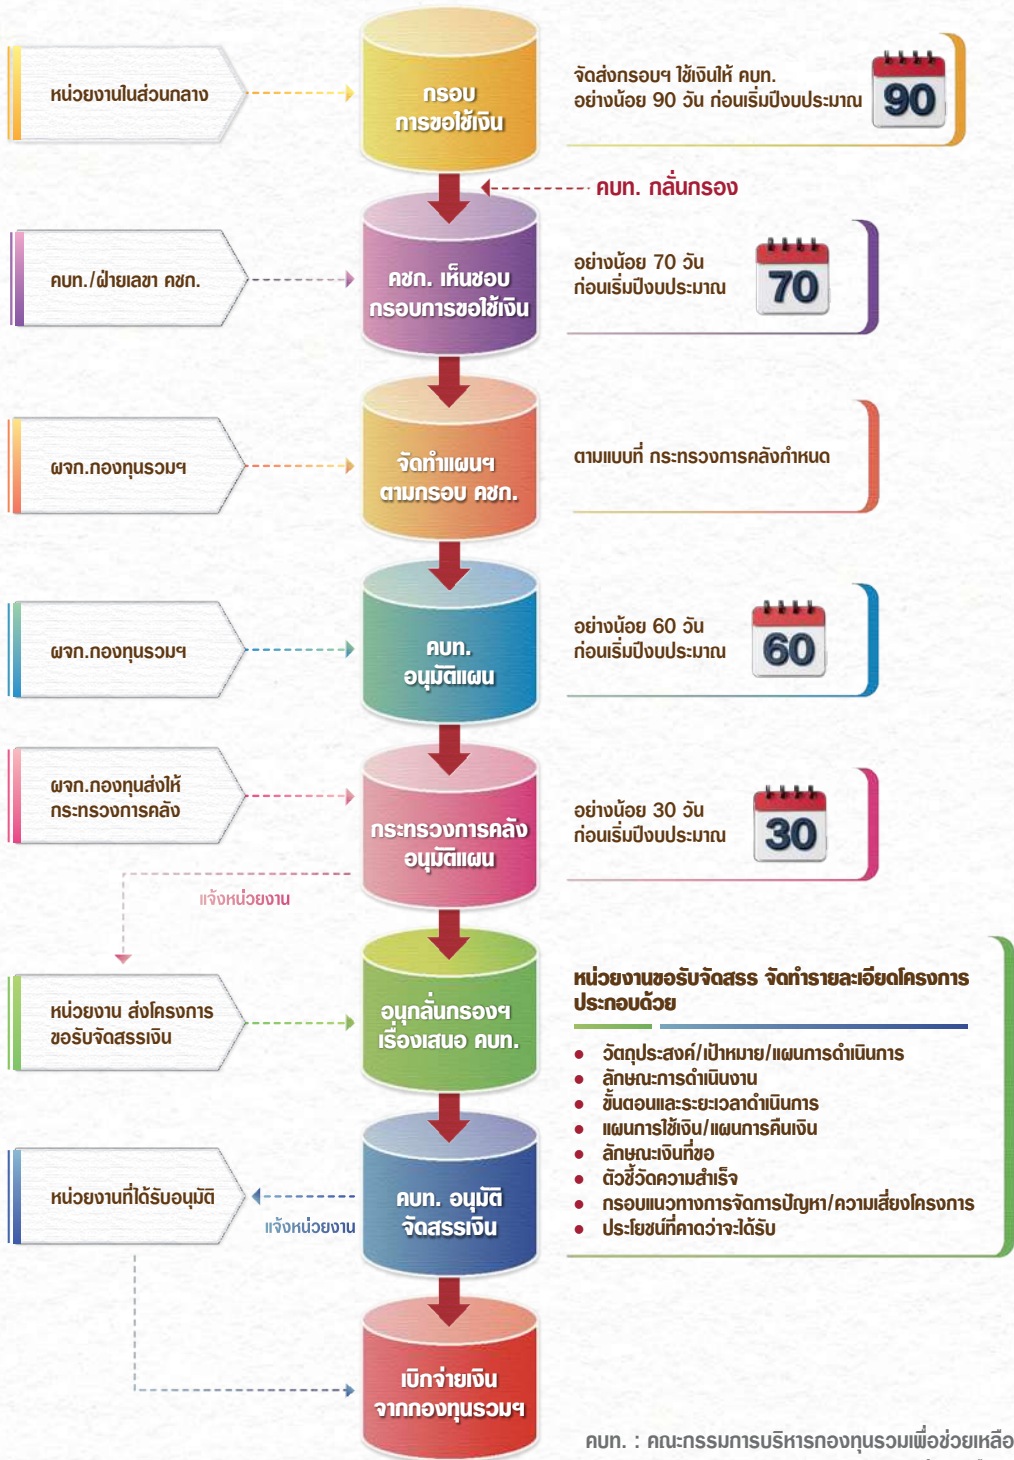 หน่วยงานในส่วนกลาง
กรอบ
การขอใช้เงิน
จัดส่งกรอบฯ ใช้เงินให้ คบท.
อย่างน้อย 90 วัน ก่อนเริ่มปีงบประมาณ
90
คบท. กลั่นกรอง
คบท./ฝ่ายเลขา คชก.
คชก. เห็นชอบ
กรอบการขอใช้เงิน
อย่างน้อย 70 วัน
ก่อนเริ่มปีงบประมาณ
70
ผจก.กองทุนรวมฯ
จัดทำแผนฯ
ตามกรอบ คชก.
ตามแบบที่ กระทรวงการคลังกำหนด
ผจก.กองทุนรวมฯ
คบท.
อนุมัติแผน
อย่างน้อย 60 วัน
ก่อนเริ่มปีงบประมาณ
60
ผจก.กองทุนส่งให้
กระทรวงการคลัง
กระทรวงการคลัง
อนุมัติแผน
อย่างน้อย 30 วัน
ก่อนเริ่มปีงบประมาณ
30
แจ้งหน่วยงาน
หน่วยงาน ส่งโครงการ
ขอรับจัดสรรเงิน
อนุกลั่นกรองฯ
เรื่องเสนอ คบท.
หน่วยงานขอรับจัดสรร จัดทำรายละเอียดโครงการ
ประกอบด้วย
• วัตถุประสงค์/เป้าหมาย/แผนการดำเนินการ
• ลักษณะการดำเนินงาน
• ขั้นตอนและระยะเวลาดำเนินการ
• แผนการใช้เงิน/แผนการคืนเงิน
• ลักษณะเงินที่ขอ
• ตัวชี้วัดความสำเร็จ
• กรอบแนวทางการจัดการปัญหา/ความเสี่ยงโครงการ
• ประโยชน์ที่คาดว่าจะได้รับ
หน่วยงานที่ได้รับอนุมัติ
แจ้งหน่วยงาน
คบท. อนุมัติ
จัดสรรเงิน
เบิกจ่ายเงิน
จากกองทุนรวมฯ
คบท. : คณะกรรมการบริหารกองทุนรวมเพื่อช่วยเหลือ